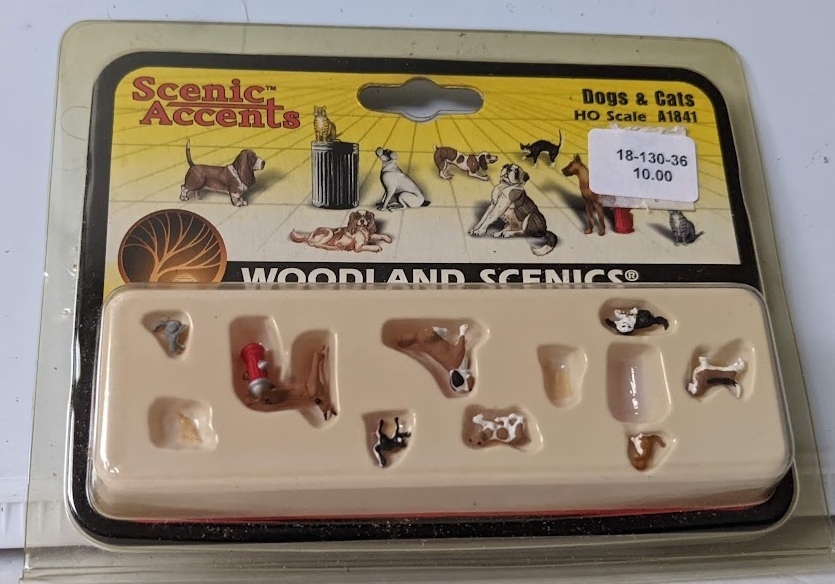 Scenic™
Accents
Dogs & Cats
HO Scale A1841
18-130-36
10.00
WOODLAND SCENICS®